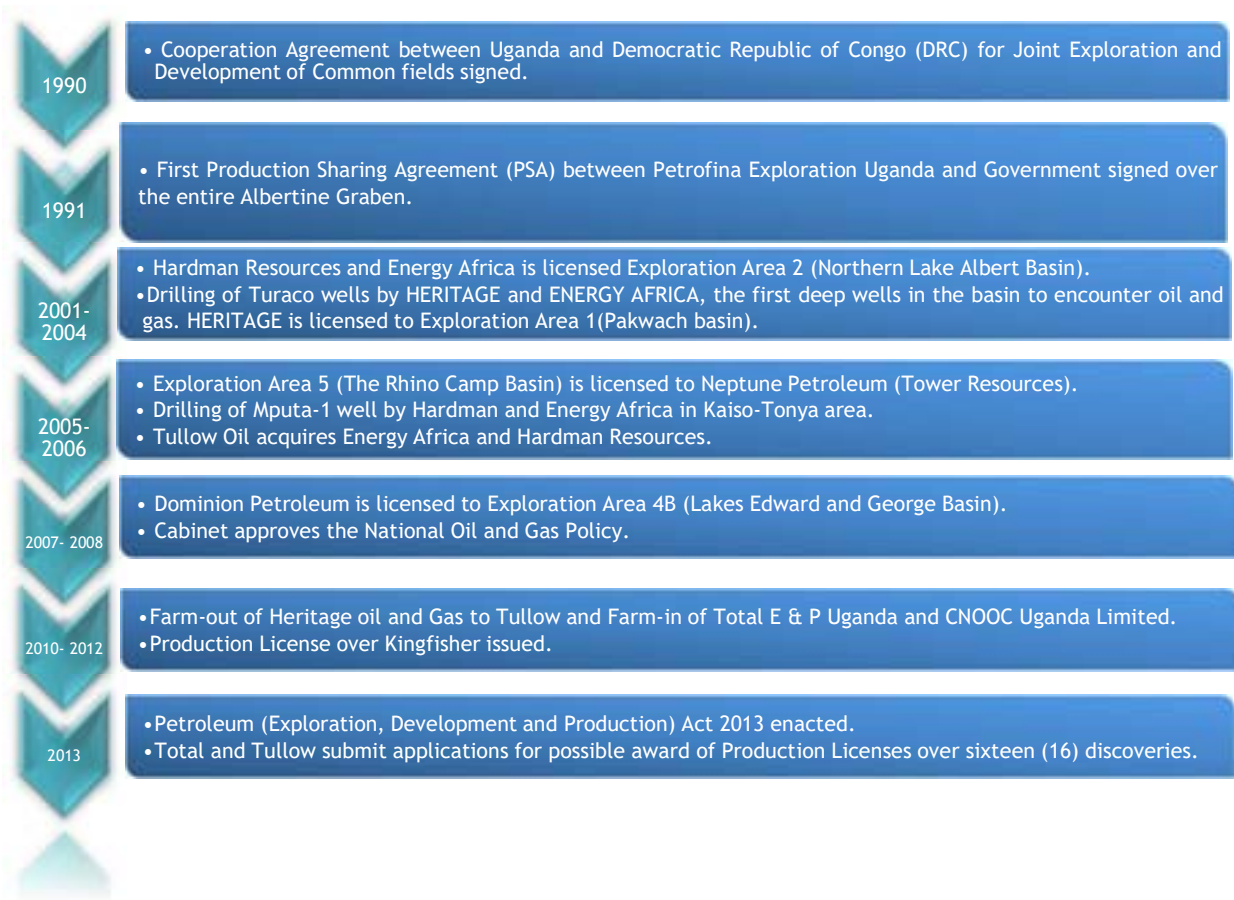 1990
• Cooperation Agreement between Uganda and Democratic Republic of Congo (DRC) for Joint Exploration and
Development of Common fields signed.
1991
• First Production Sharing Agreement (PSA) between Petrofina Exploration Uganda and Government signed over
the entire Albertine Graben.
2001-
2004
• Hardman Resources and Energy Africa is licensed Exploration Area 2 (Northern Lake Albert Basin).
•Drilling of Turaco wells by HERITAGE and ENERGY AFRICA, the first deep wells in the basin to encounter oil and
gas. HERITAGE is licensed to Exploration Area 1(Pakwach basin).
2005-
2006
• Exploration Area 5 (The Rhino Camp Basin) is licensed to Neptune Petroleum (Tower Resources).
• Drilling of Mputa-1 well by Hardman and Energy Africa in Kaiso-Tonya area.
• Tullow Oil acquires Energy Africa and Hardman Resources.
2007- 2008
• Dominion Petroleum is licensed to Exploration Area 4B (Lakes Edward and George Basin).
• Cabinet approves the National Oil and Gas Policy.
2010- 2012
•Farm-out of Heritage oil and Gas to Tullow and Farm-in of Total E & P Uganda and CNOOC Uganda Limited.
•Production License over Kingfisher issued.
2013
•Petroleum (Exploration, Development and Production) Act 2013 enacted.
•Total and Tullow submit applications for possible award of Production Licenses over sixteen (16) discoveries.